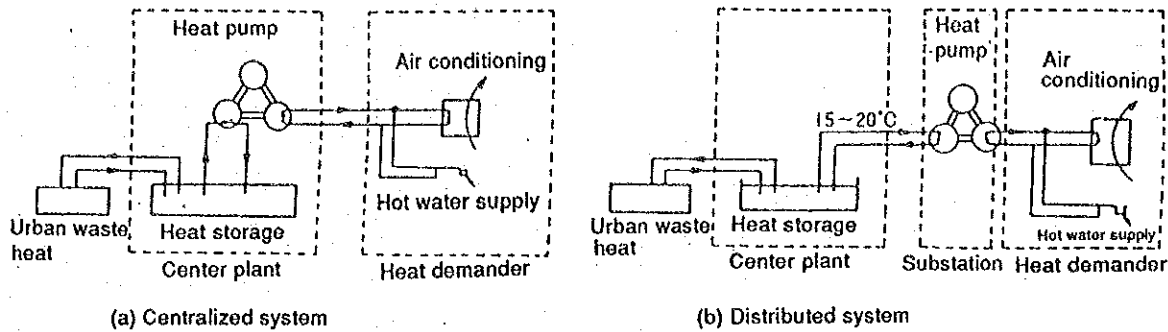 Heat pump
Air conditioning
Hot water supply
Urban waste
heat
Heat storage
Center plant
Heat demander
(a) Centralized system
Heat
pump
Air
conditioning
15~20°C
Urban waste
heat
Heat storage
Hot water supply
Center plant
Substation
Heat demander
(b) Distributed system